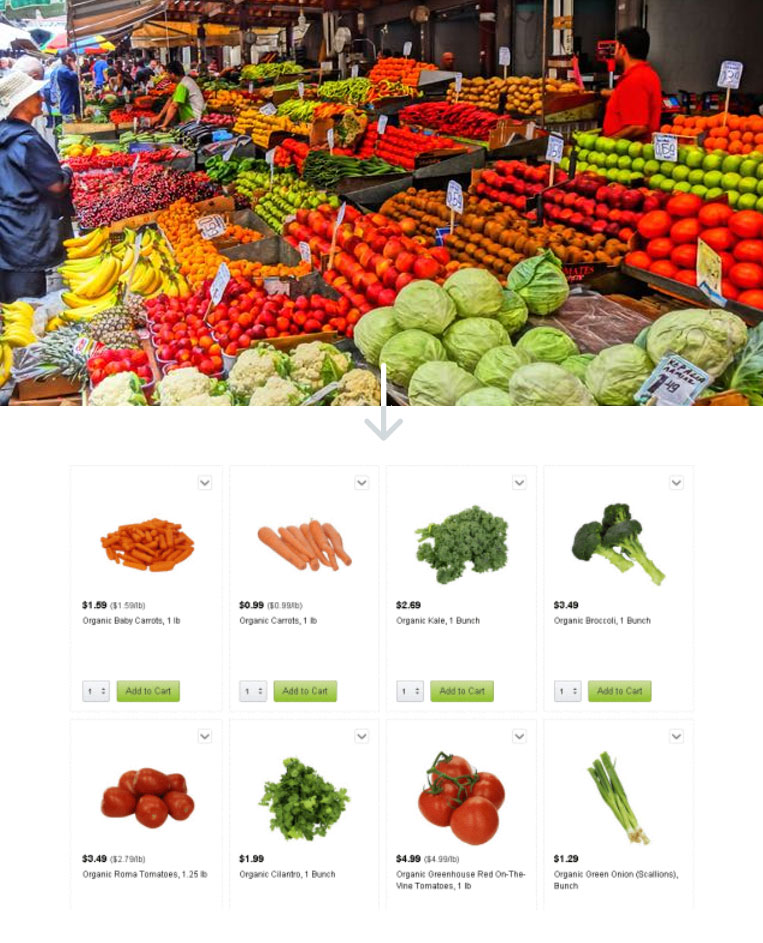 $1.59 ($1.59/lb)
Organic Baby Carrots, 1 lb
1
Add to Cart
$0.99 ($0.99/lb)
Organic Carrots, 1 lb
1
Add to Cart
$2.69
Organic Kale, 1 Bunch
1
Add to Cart
$3.49
Organic Broccoli, 1 Bunch
1
Add to Cart
$3.49 ($2.79/lb)
Organic Roma Tomatoes, 1.25 lb
$1.99
Organic Cilantro, 1 Bunch
$4.99 ($4.99/lb)
Organic Greenhouse Red On-The-
Vine Tomatoes, 1 lb
$1.29
Organic Green Onion (Scallions),
Bunch